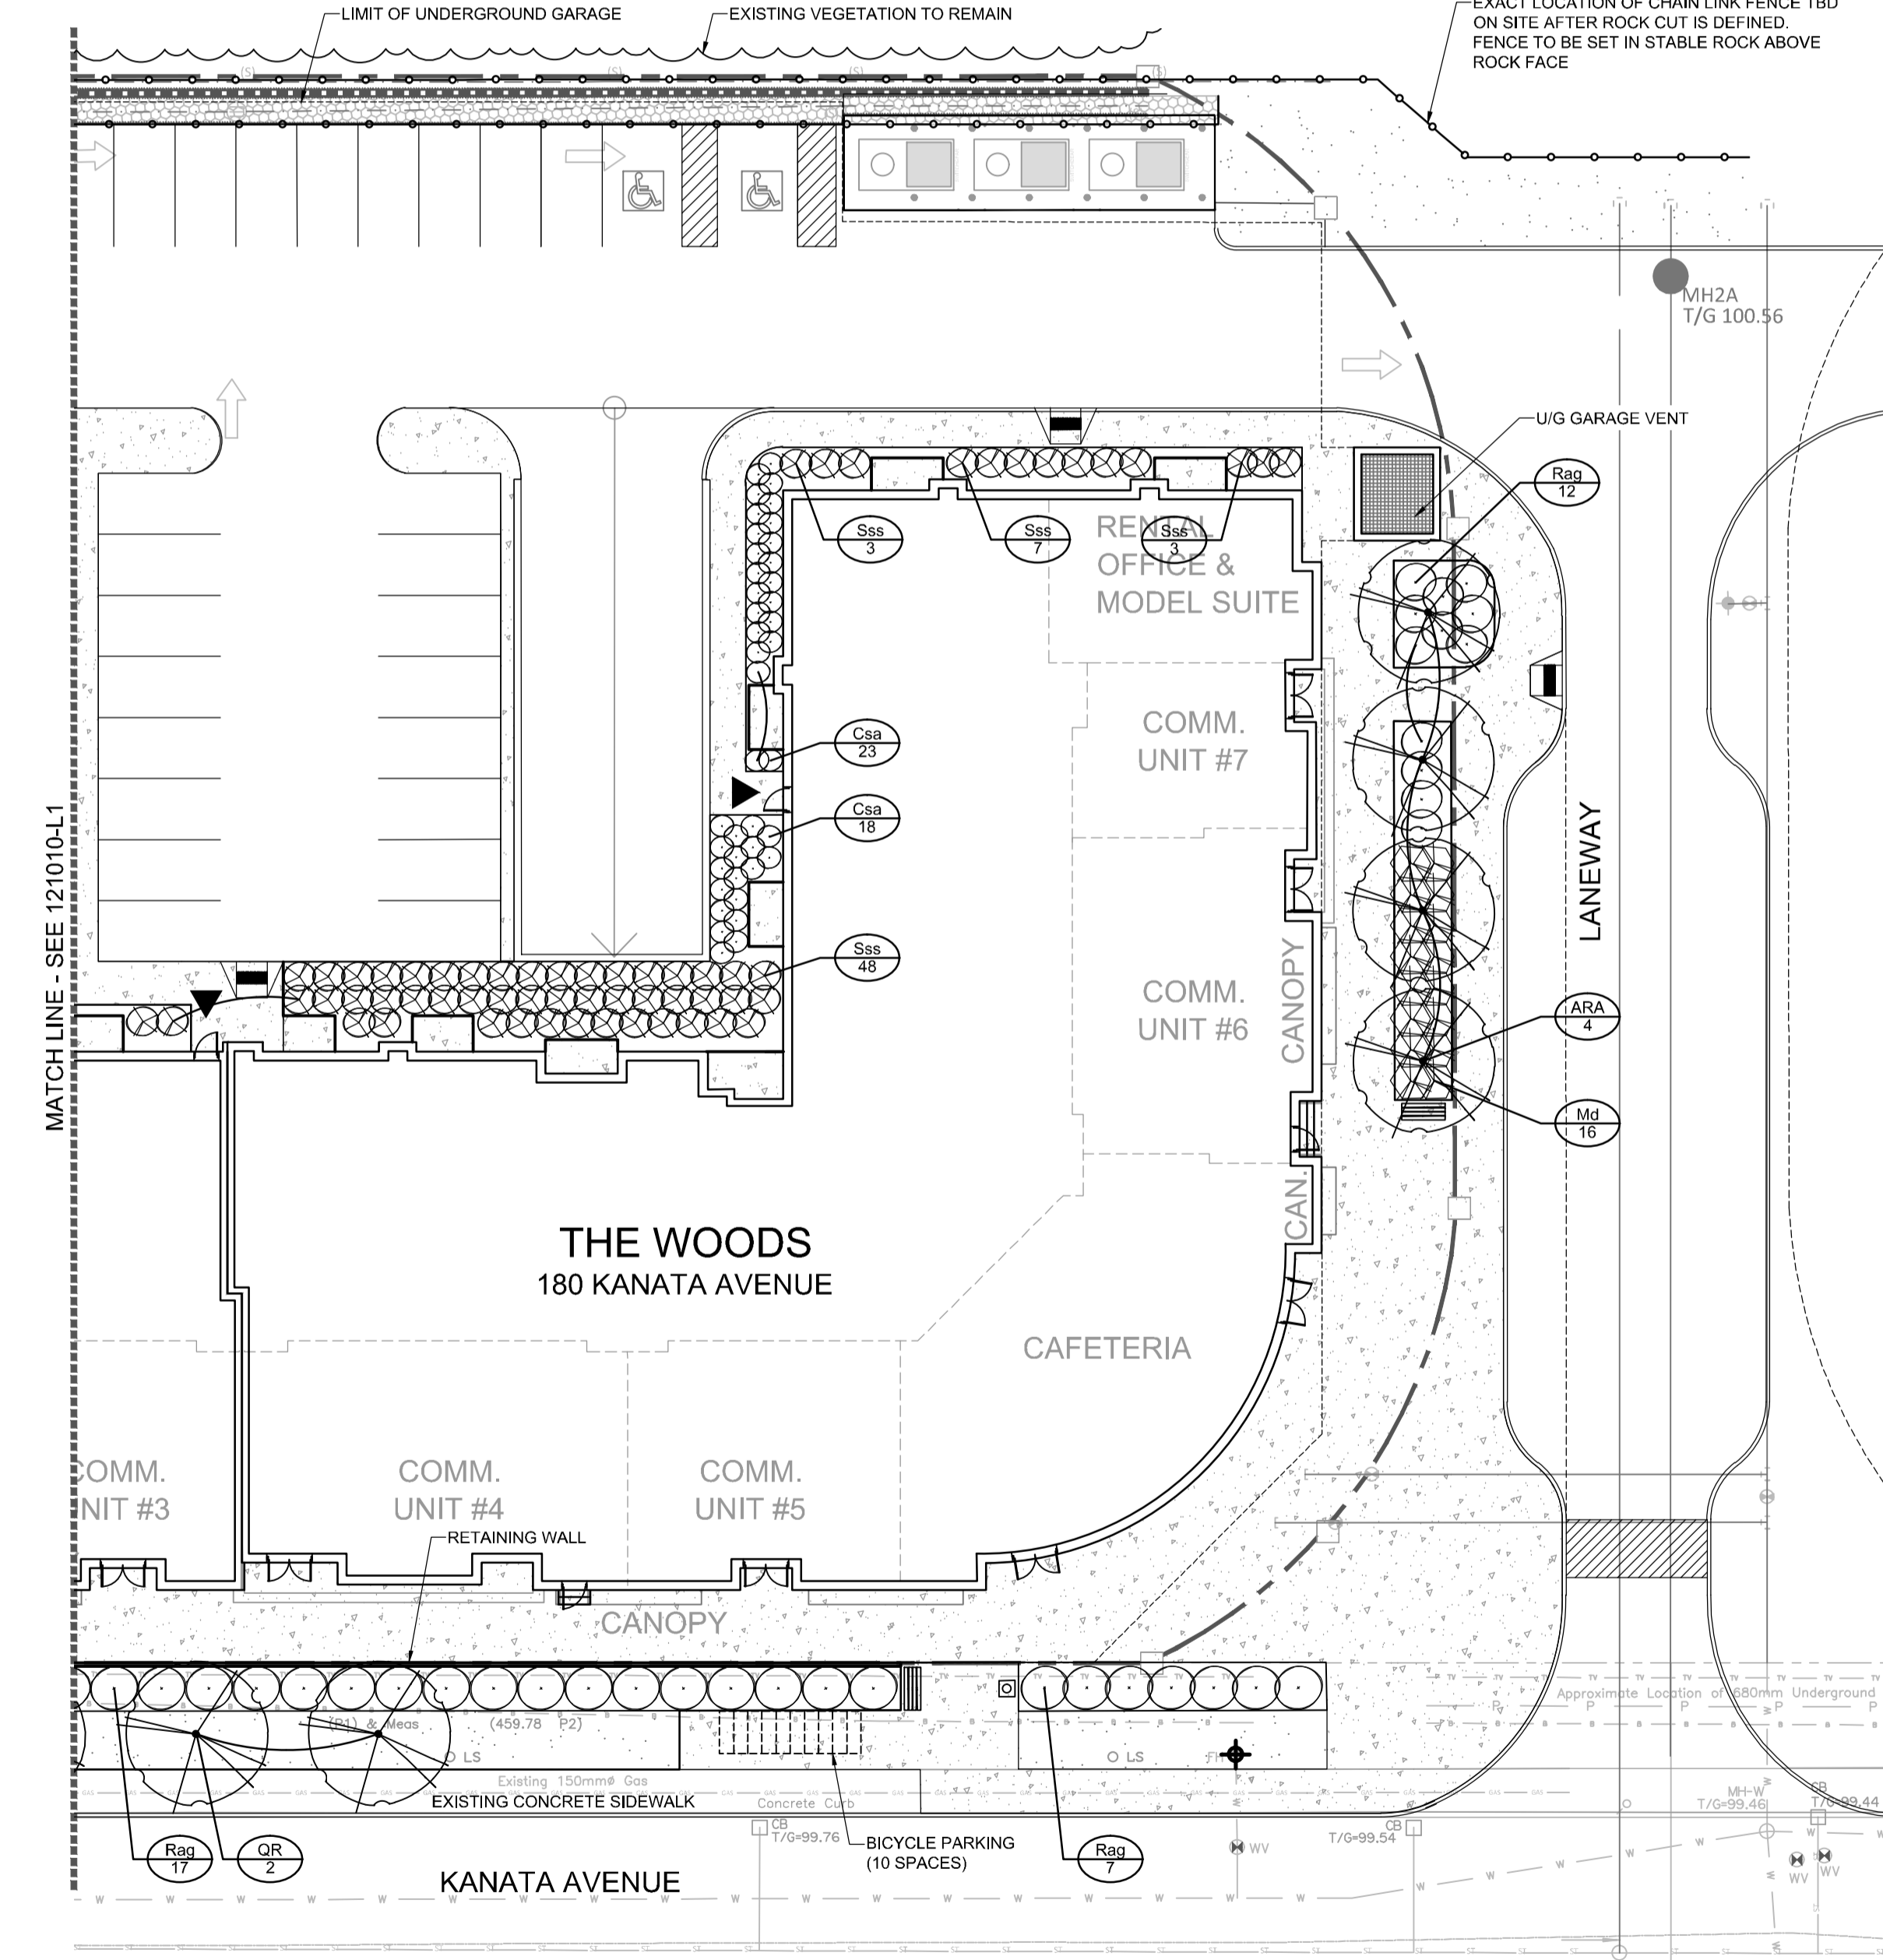 LIMIT OF UNDERGROUND GARAGE
EXISTING VEGETATION TO REMAIN
EXACT LOCATION OF CHAIN LINK FENCE TBD
ON SITE AFTER ROCK CUT IS DEFINED.
FENCE TO BE SET IN STABLE ROCK ABOVE
ROCK FACE
(S)
(S)
(S)
(S)
MH2A
T/G 100.56
U/G GARAGE VENT
Rag
12
Sss
3
Sss
7
Sss
3
RENTAL
OFFICE &
MODEL SUITE
Csa
23
COMM.
UNIT #7
Csa
18
LANEWAY
MATCH LINE - SEE 121010-L1
Sss
48
COMM.
UNIT #6
CANOPY
ARA
4
Md
16
CAN.
THE WOODS
180 KANATA AVENUE
CAFETERIA
COMM.
NIT #3
COMM.
UNIT #4
COMM.
UNIT #5
RETAINING WALL
CANOPY
Approximate Location of 680mm Underground
(P1) & Meas
(459.78 P2)
LS
LS
FH
Existing 150mmø Gas
EXISTING CONCRETE SIDEWALK
Concrete Curb
MH-W
T/G=99.46
CB
T/G=99.44
CB
T/G=99.76
CB
T/G=99.54
BICYCLE PARKING
(10 SPACES)
WV
WV
WV
Rag
17
QR
2
Rag
7
KANATA AVENUE